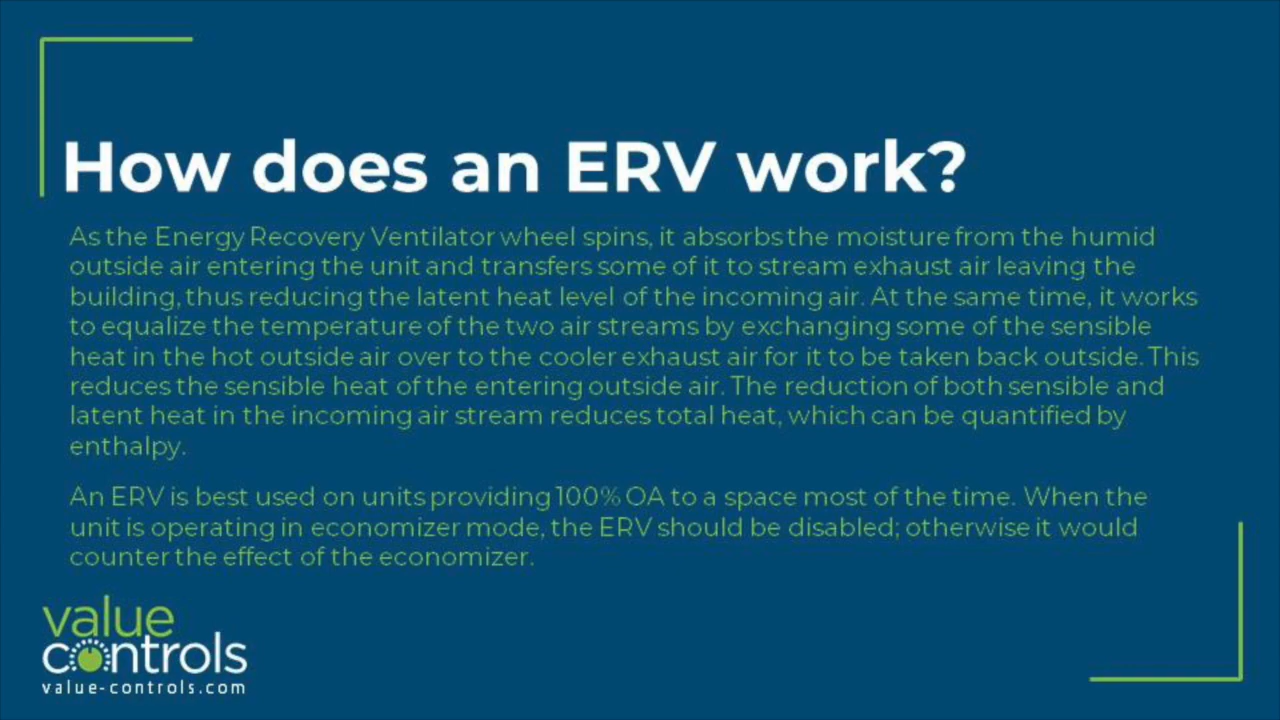 How does an ERV work?
As the Energy Recovery Ventilator wheel spins, it absorbs the moisture from the humid
outside air entering the unit and transfers some of it to stream exhaust air leaving the
building, thus reducing the latent heat level of the incoming air. At the same time, it works
to equalize the temperature of the two air streams by exchanging some of the sensible
heat in the hot outside air over to the cooler exhaust air for it to be taken back outside. This
reduces the sensible heat of the entering outside air. The reduction of both sensible and
latent heat in the incoming air stream reduces total heat, which can be quantified by
enthalpy.
An ERV is best used on units providing 100% OA to a space most of the time. When the
unit is operating in economizer mode, the ERV should be disabled; otherwise it would
counter the effect of the economizer.
value
controls
value-controls.com